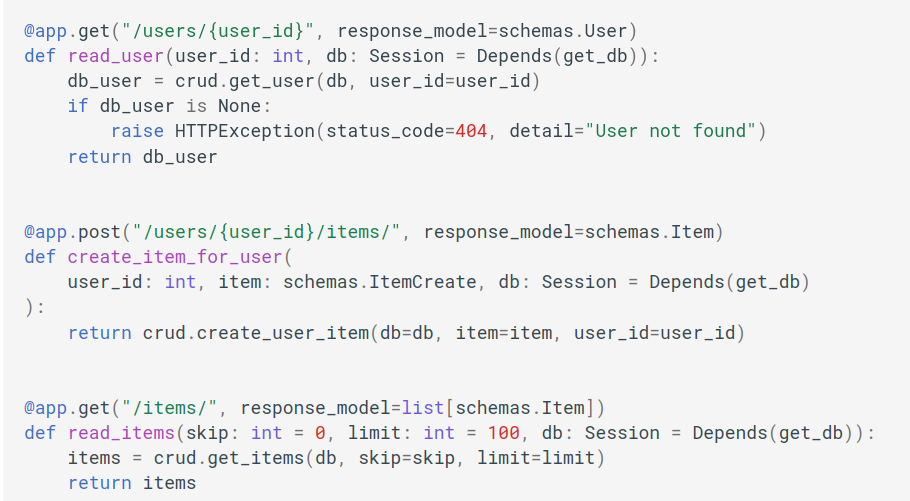 @app.get("/users/{user_id}", response_model=schemas.User)
def read_user(user_id: int, db: Session = Depends(get_db)):
    db_user = crud.get_user(db, user_id=user_id)
    if db_user is None:
        raise HTTPException(status_code=404, detail="User not found")
    return db_user
@app.post("/users/{user_id}/items/", response_model=schemas.Item)
def create_item_for_user(
    user_id: int, item: schemas.ItemCreate, db: Session = Depends(get_db)
):
    return crud.create_user_item(db=db, item=item, user_id=user_id)
@app.get("/items/", response_model=list[schemas.Item])
def read_items(skip: int = 0, limit: int = 100, db: Session = Depends(get_db)):
    items = crud.get_items(db, skip=skip, limit=limit)
    return items